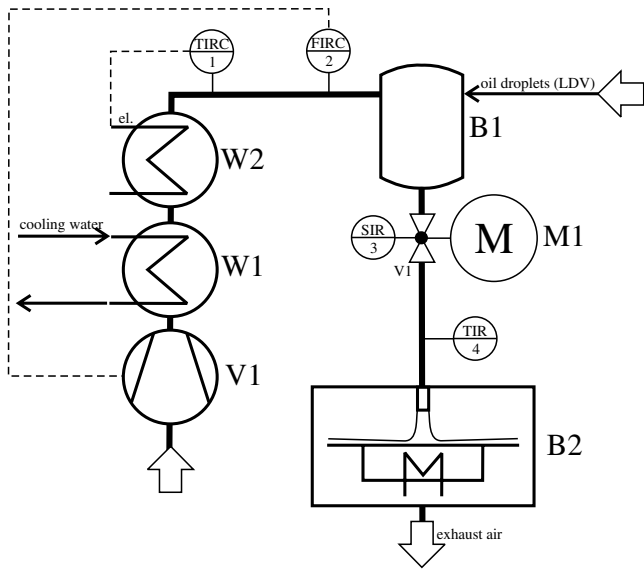 TIRC
1
FIRC
2
oil droplets (LDV)
B1
el.
W2
cooling water
SIR
3
M
M1
V1
W1
TIR
4
V1
B2
exhaust air